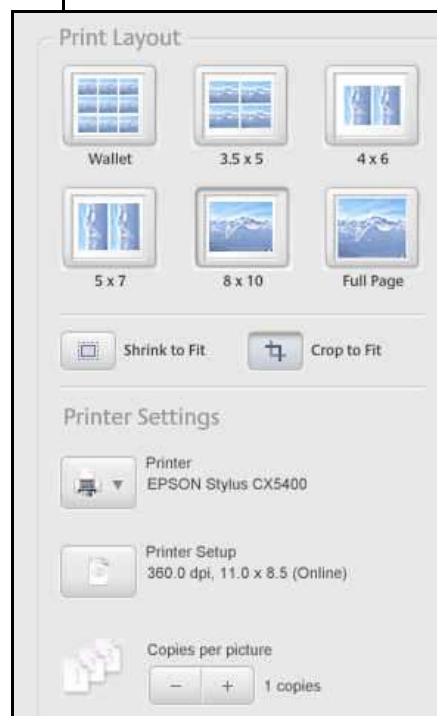 Print Layout
Wallet
3.5 x 5
4 x 6
5 x 7
8 x 10
Full Page
Shrink to Fit
Crop to Fit
Printer Settings
Printer
EPSON Stylus CX5400
Printer Setup
360.0 dpi, 11.0 x 8.5 (Online)
Copies per picture
- + 1 copies